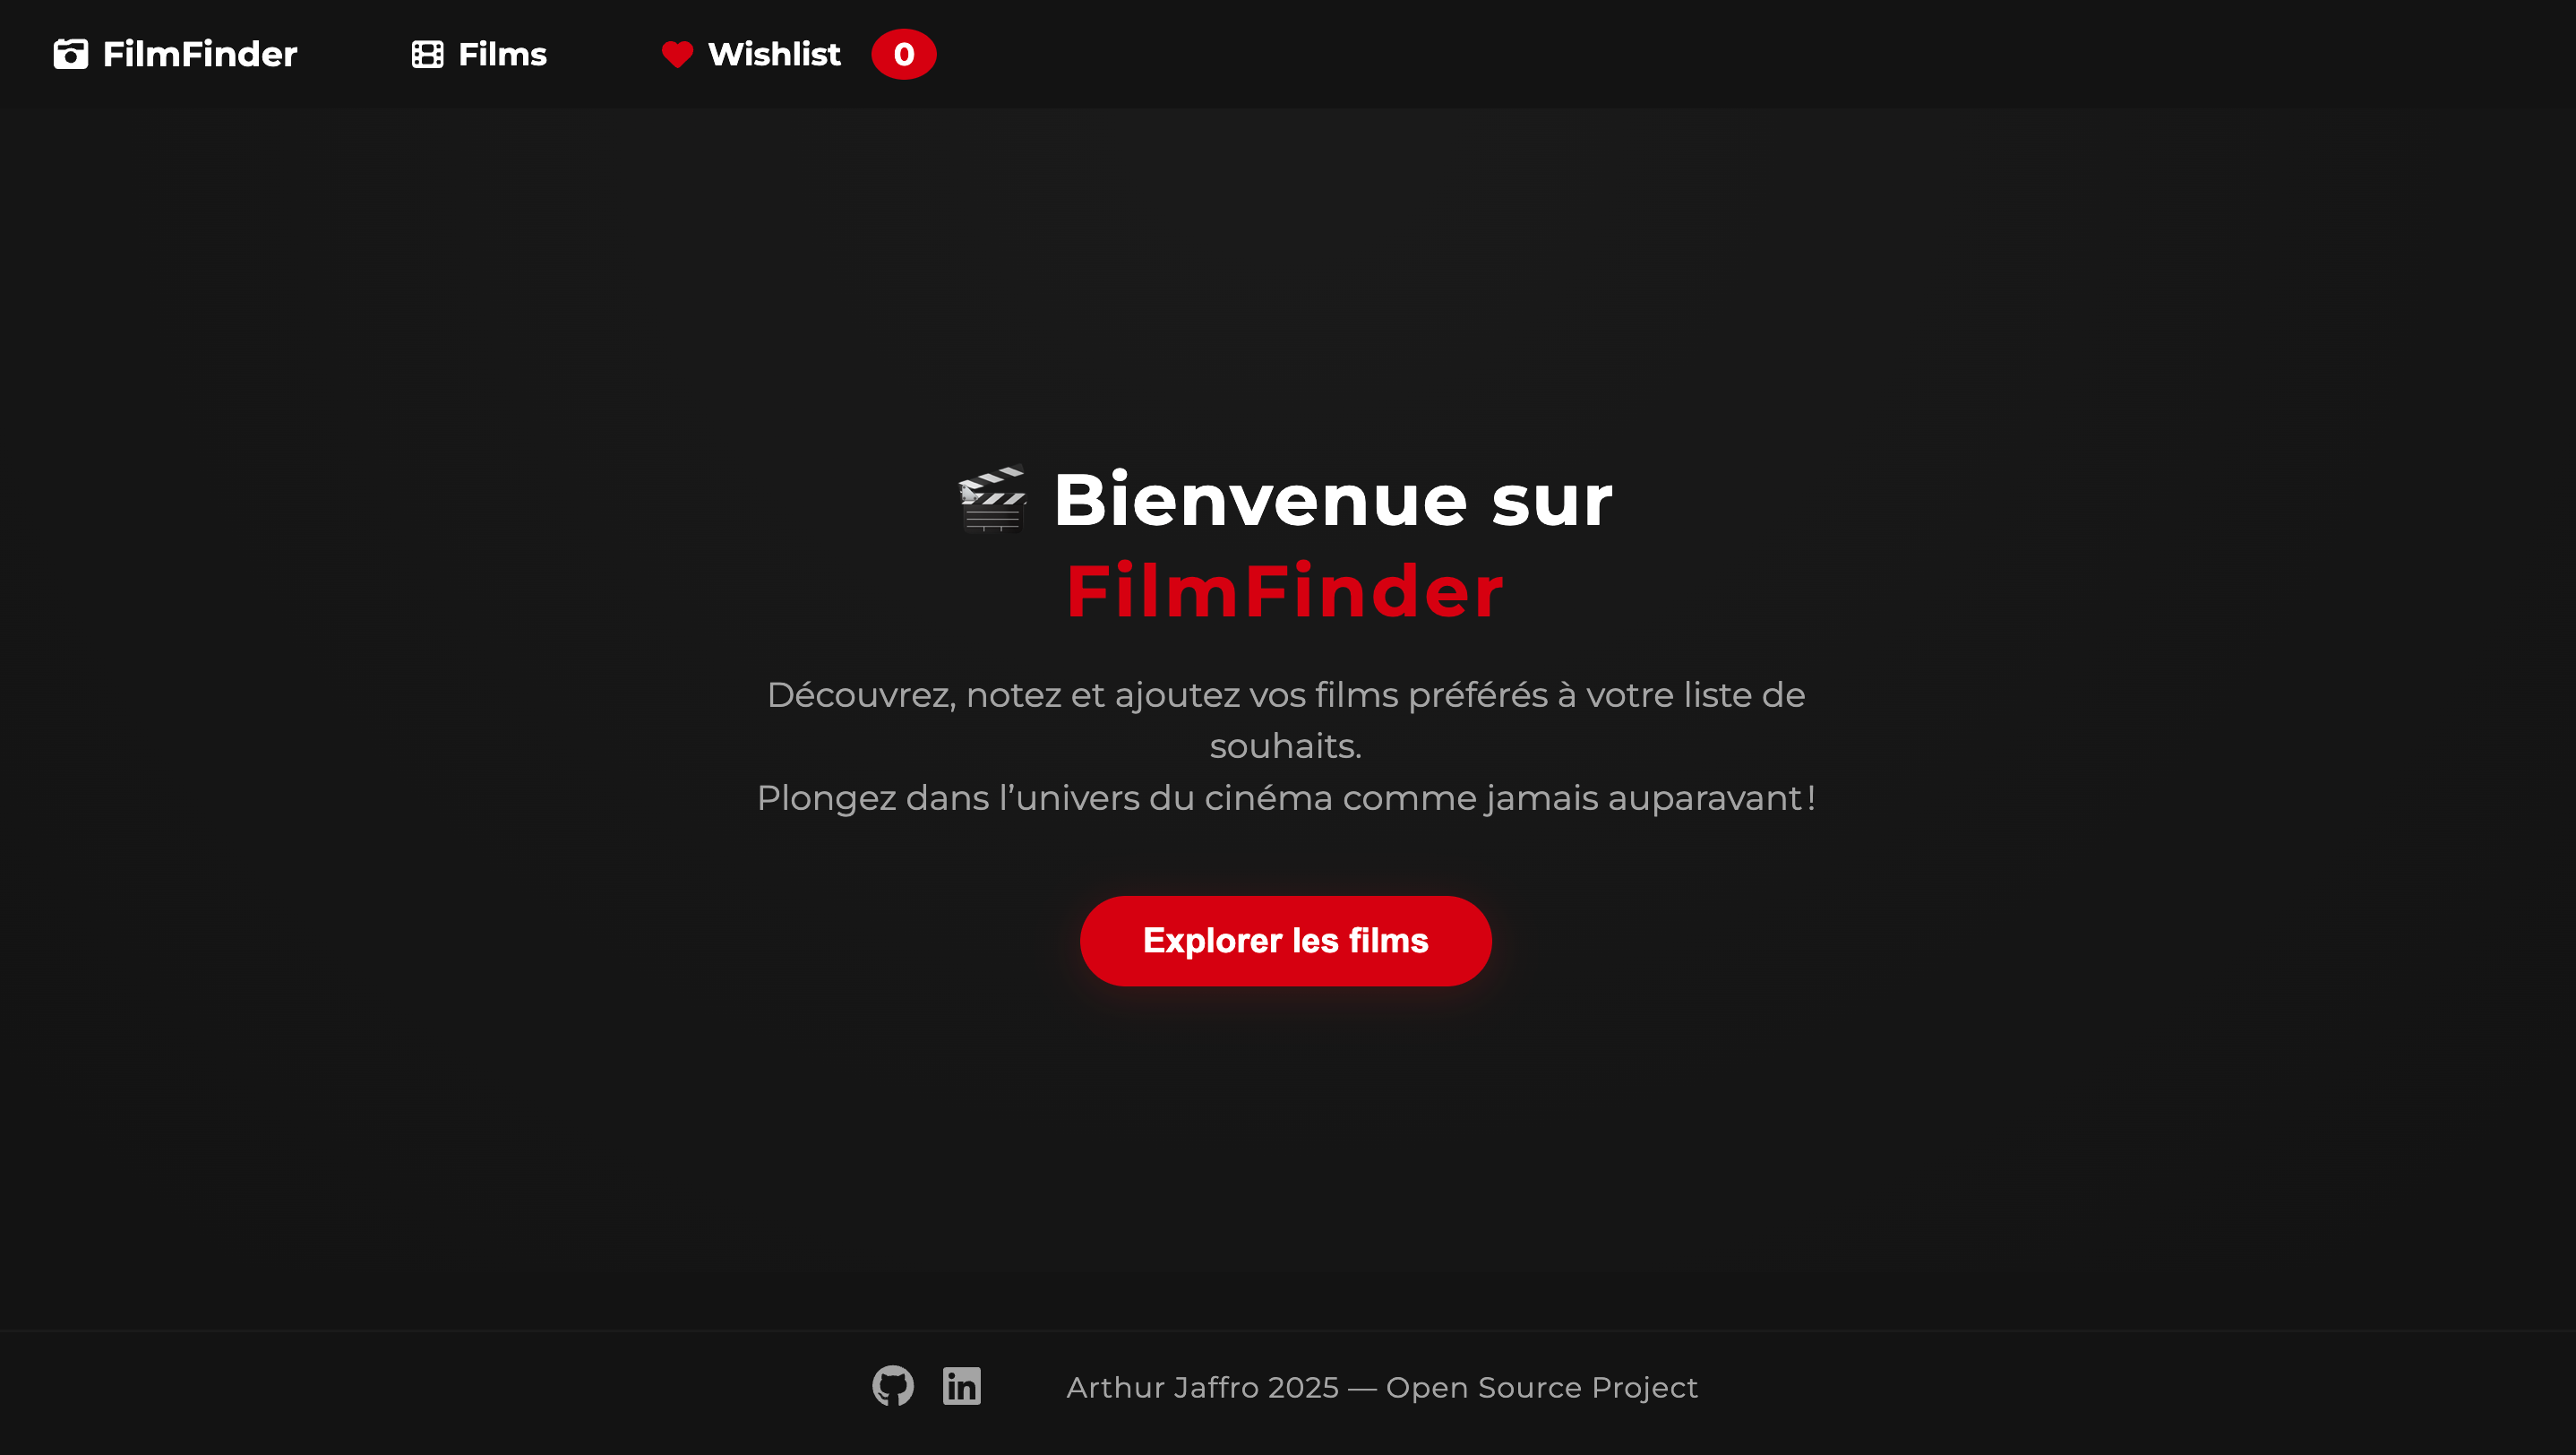 FilmFinder Films Wishlist 0
🎬 Bienvenue sur
FilmFinder
Découvrez, notez et ajoutez vos films préférés à votre liste de
souhaits.
Plongez dans l’univers du cinéma comme jamais auparavant !
Explorer les films
Arthur Jaffro 2025 — Open Source Project